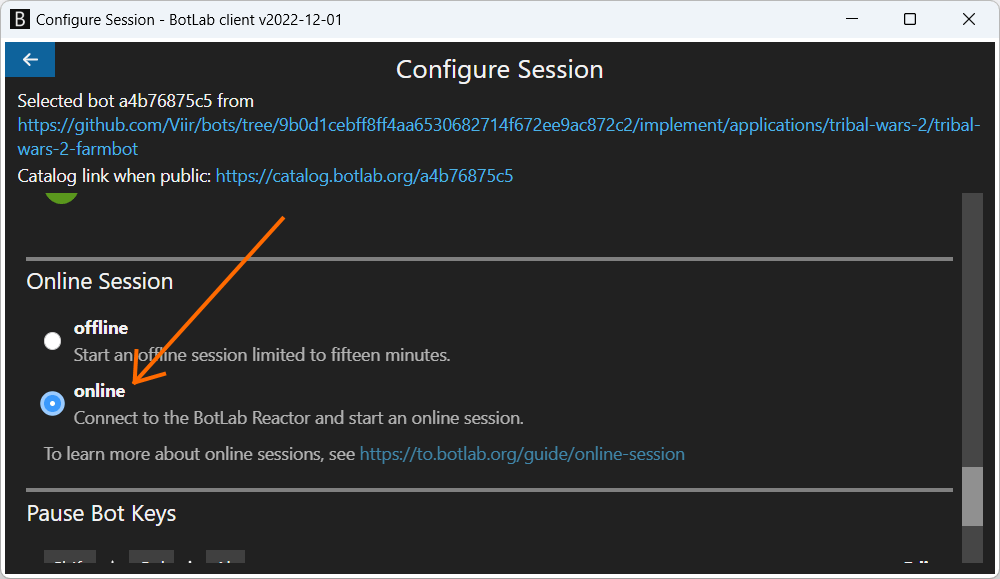 B Configure Session - BotLab client v2022-12-01
Configure Session
Selected bot a4b76875c5 from
https://github.com/Viir/bots/tree/9b0d1cebff8ff4aa6530682714f672ee9ac872c2/implement/applications/tribal-wars-2/tribal-
wars-2-farmbot
Catalog link when public: https://catalog.botlab.org/a4b76875c5
Online Session
offline
Start an offline session limited to fifteen minutes.
online
Connect to the BotLab Reactor and start an online session.
To learn more about online sessions, see https://to.botlab.org/guide/online-session
Pause Bot Keys